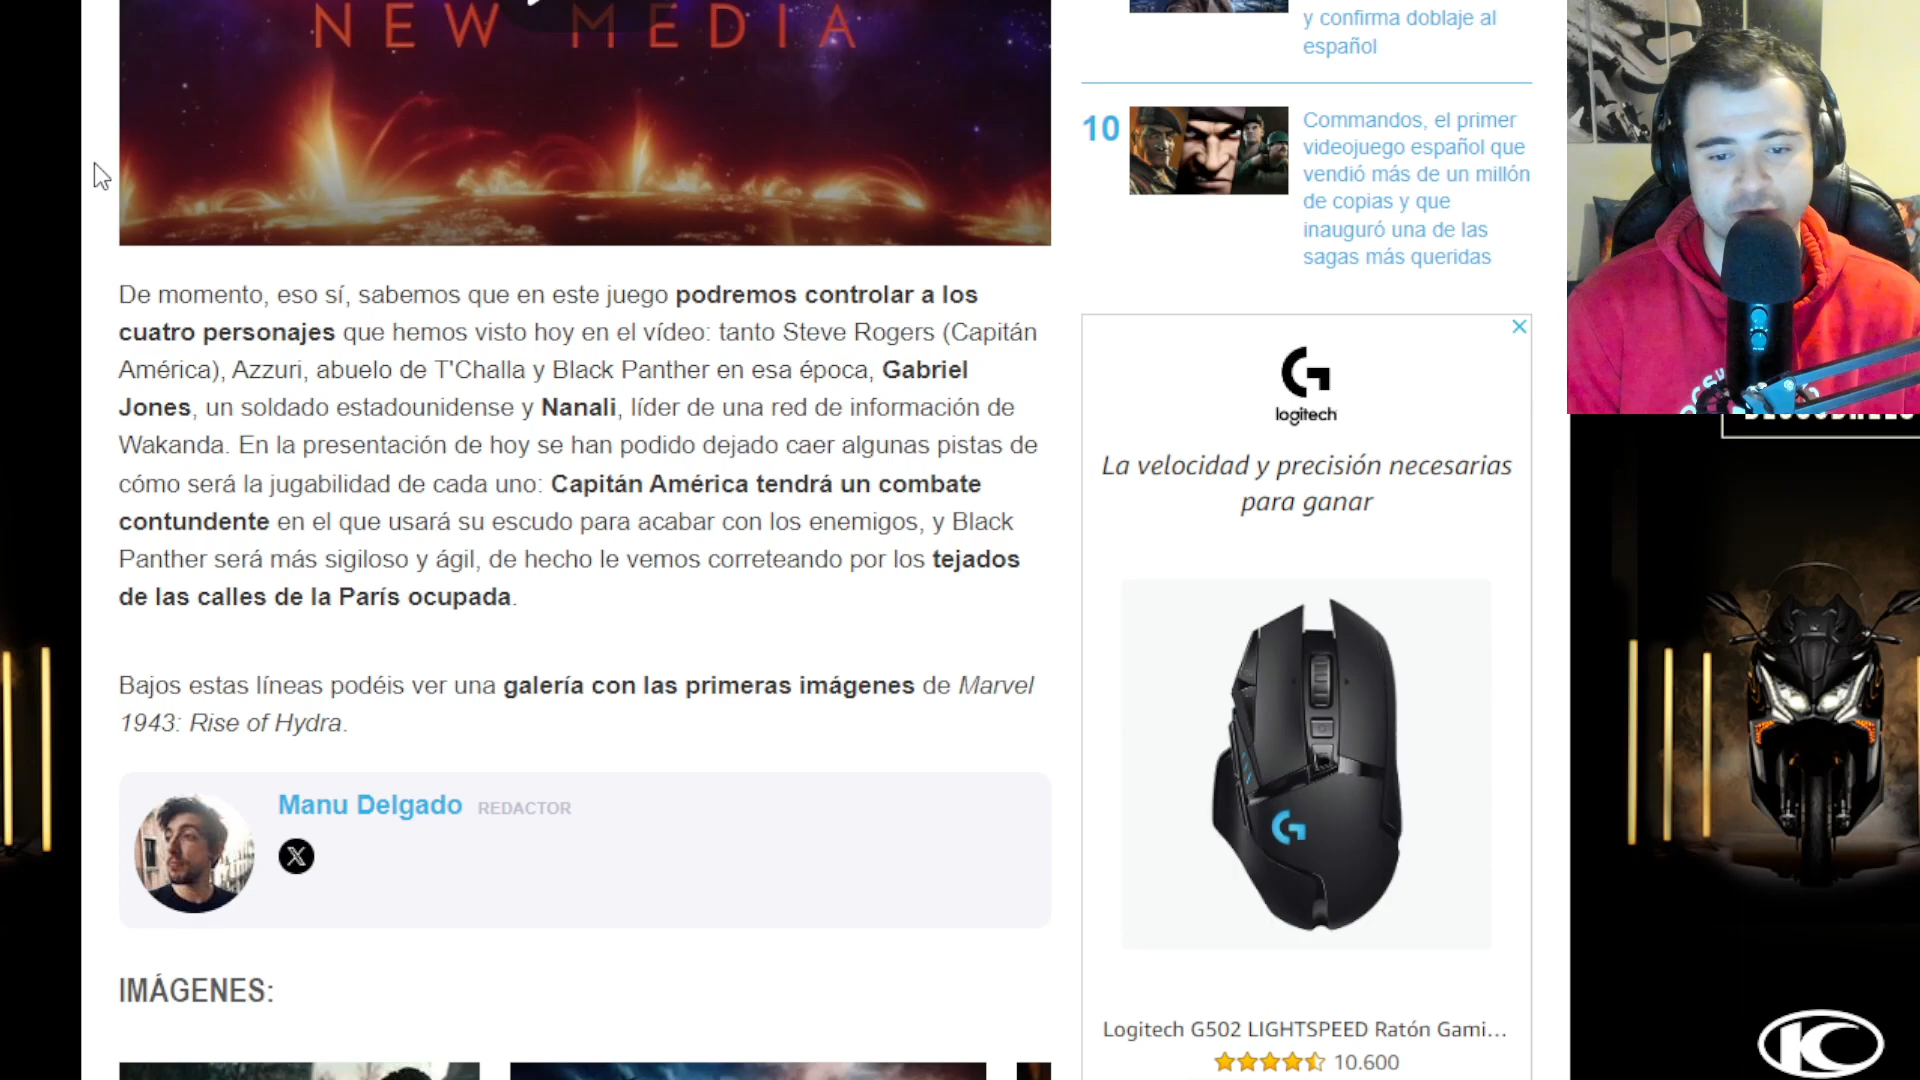 NEW MEDIA
De momento, eso sí, sabemos que en este juego podremos controlar a los
cuatro personajes que hemos visto hoy en el vídeo: tanto Steve Rogers (Capitán
América), Azzuri, abuelo de T'Challa y Black Panther en esa época, Gabriel
Jones, un soldado estadounidense y Nanali, líder de una red de información de
Wakanda. En la presentación de hoy se han podido dejado caer algunas pistas de
cómo será la jugabilidad de cada uno: Capitán América tendrá un combate
contundente en el que usará su escudo para acabar con los enemigos, y Black
Panther será más sigiloso y ágil, de hecho le vemos correteando por los tejados
de las calles de la París ocupada.
Bajos estas líneas podéis ver una galería con las primeras imágenes de Marvel
1943: Rise of Hydra.
Manu Delgado REDACTOR
IMÁGENES:
y confirma doblaje al
español
10
Commandos, el primer
videojuego español que
vendió más de un millón
de copias y que
inauguró una de las
sagas más queridas
logitech
La velocidad y precisión necesarias
para ganar
Logitech G502 LIGHTSPEED Ratón Gami...
10.600